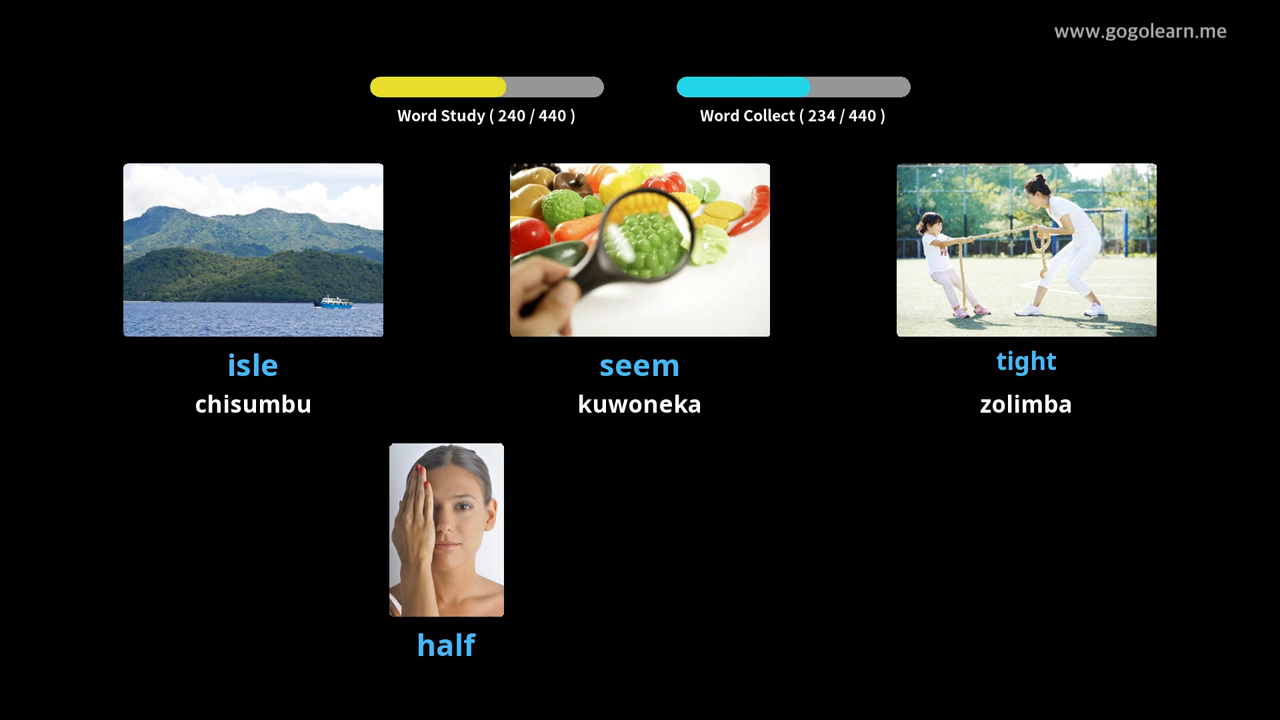 www.gogolearn.me
Word Study ( 240 / 440 )
Word Collect ( 234 / 440 )
isle
seem
tight
chisumbu
kuwoneka
zolimba
half